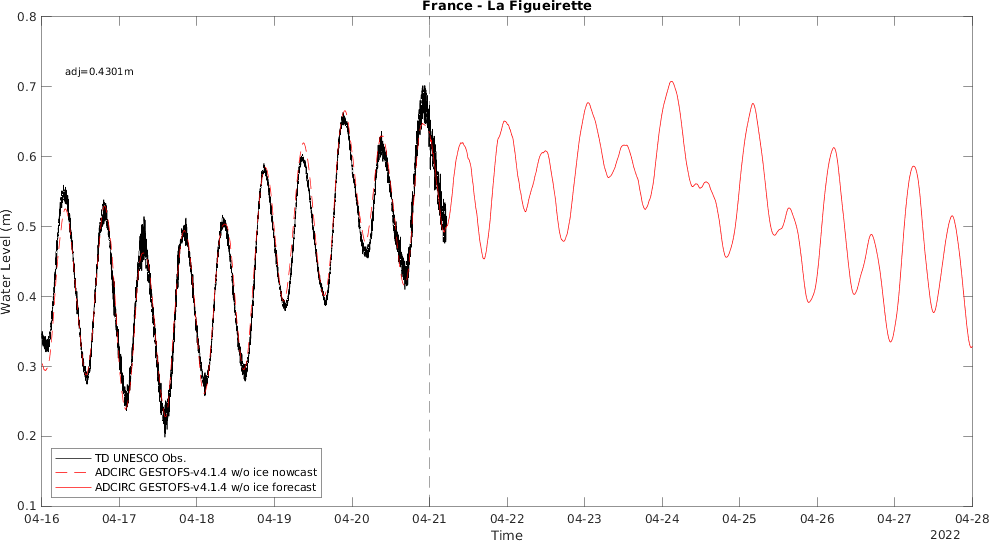 France - La Figueirette
0.8
0.7
0.6
0.5
0.4
0.3
0.2
0.1
Water Level (m)
adj=0.4301m
TD UNESCO Obs.
ADCIRC GESTOFS-v4.1.4 w/o ice nowcast
ADCIRC GESTOFS-v4.1.4 w/o ice forecast
04-16 04-17 04-18 04-19 04-20 04-21 04-22 04-23 04-24 04-25 04-26 04-27 04-28
Time
2022